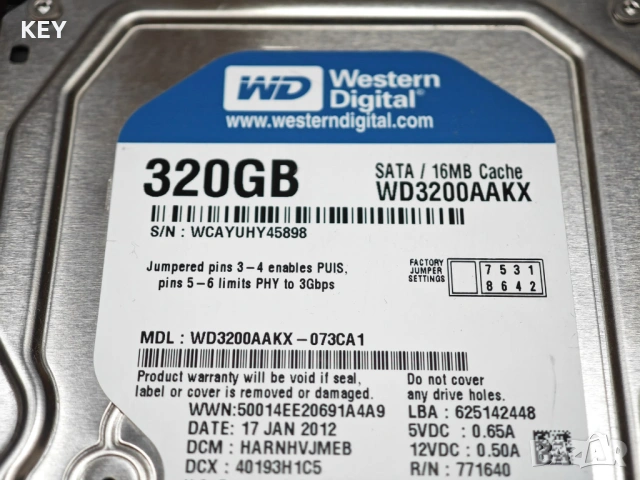 KEY
WD Western Digital®
www.westerndigital.com
320GB
SATA / 16MB Cache
WD3200AAKX
S/N : WCAYUHY45898
Jumpered pins 3-4 enables PUIS,
pins 5-6 limits PHY to 3Gbps
FACTORY
JUMPER
SETTINGS
7 5 3 1
8 6 4 2
MDL : WD3200AAKX-073CA1
Product warranty will be void if seal,
label or cover is removed or damaged.
Do not cover
any drive holes.
WWN:50014EE20691A4A9
DATE: 17 JAN 2012
DCM : HARNHVJMEB
DCX : 40193H1C5
LBA : 625142448
5VDC : 0.65A
12VDC : 0.50A
R/N : 771640